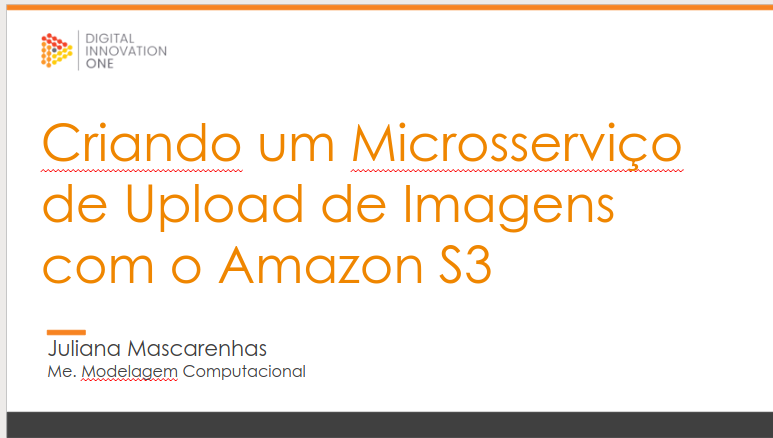 DIGITAL
INNOVATION
ONE
Criando um Microsserviço
de Upload de Imagens
com o Amazon S3
Juliana Mascarenhas
Me. Modelagem Computacional